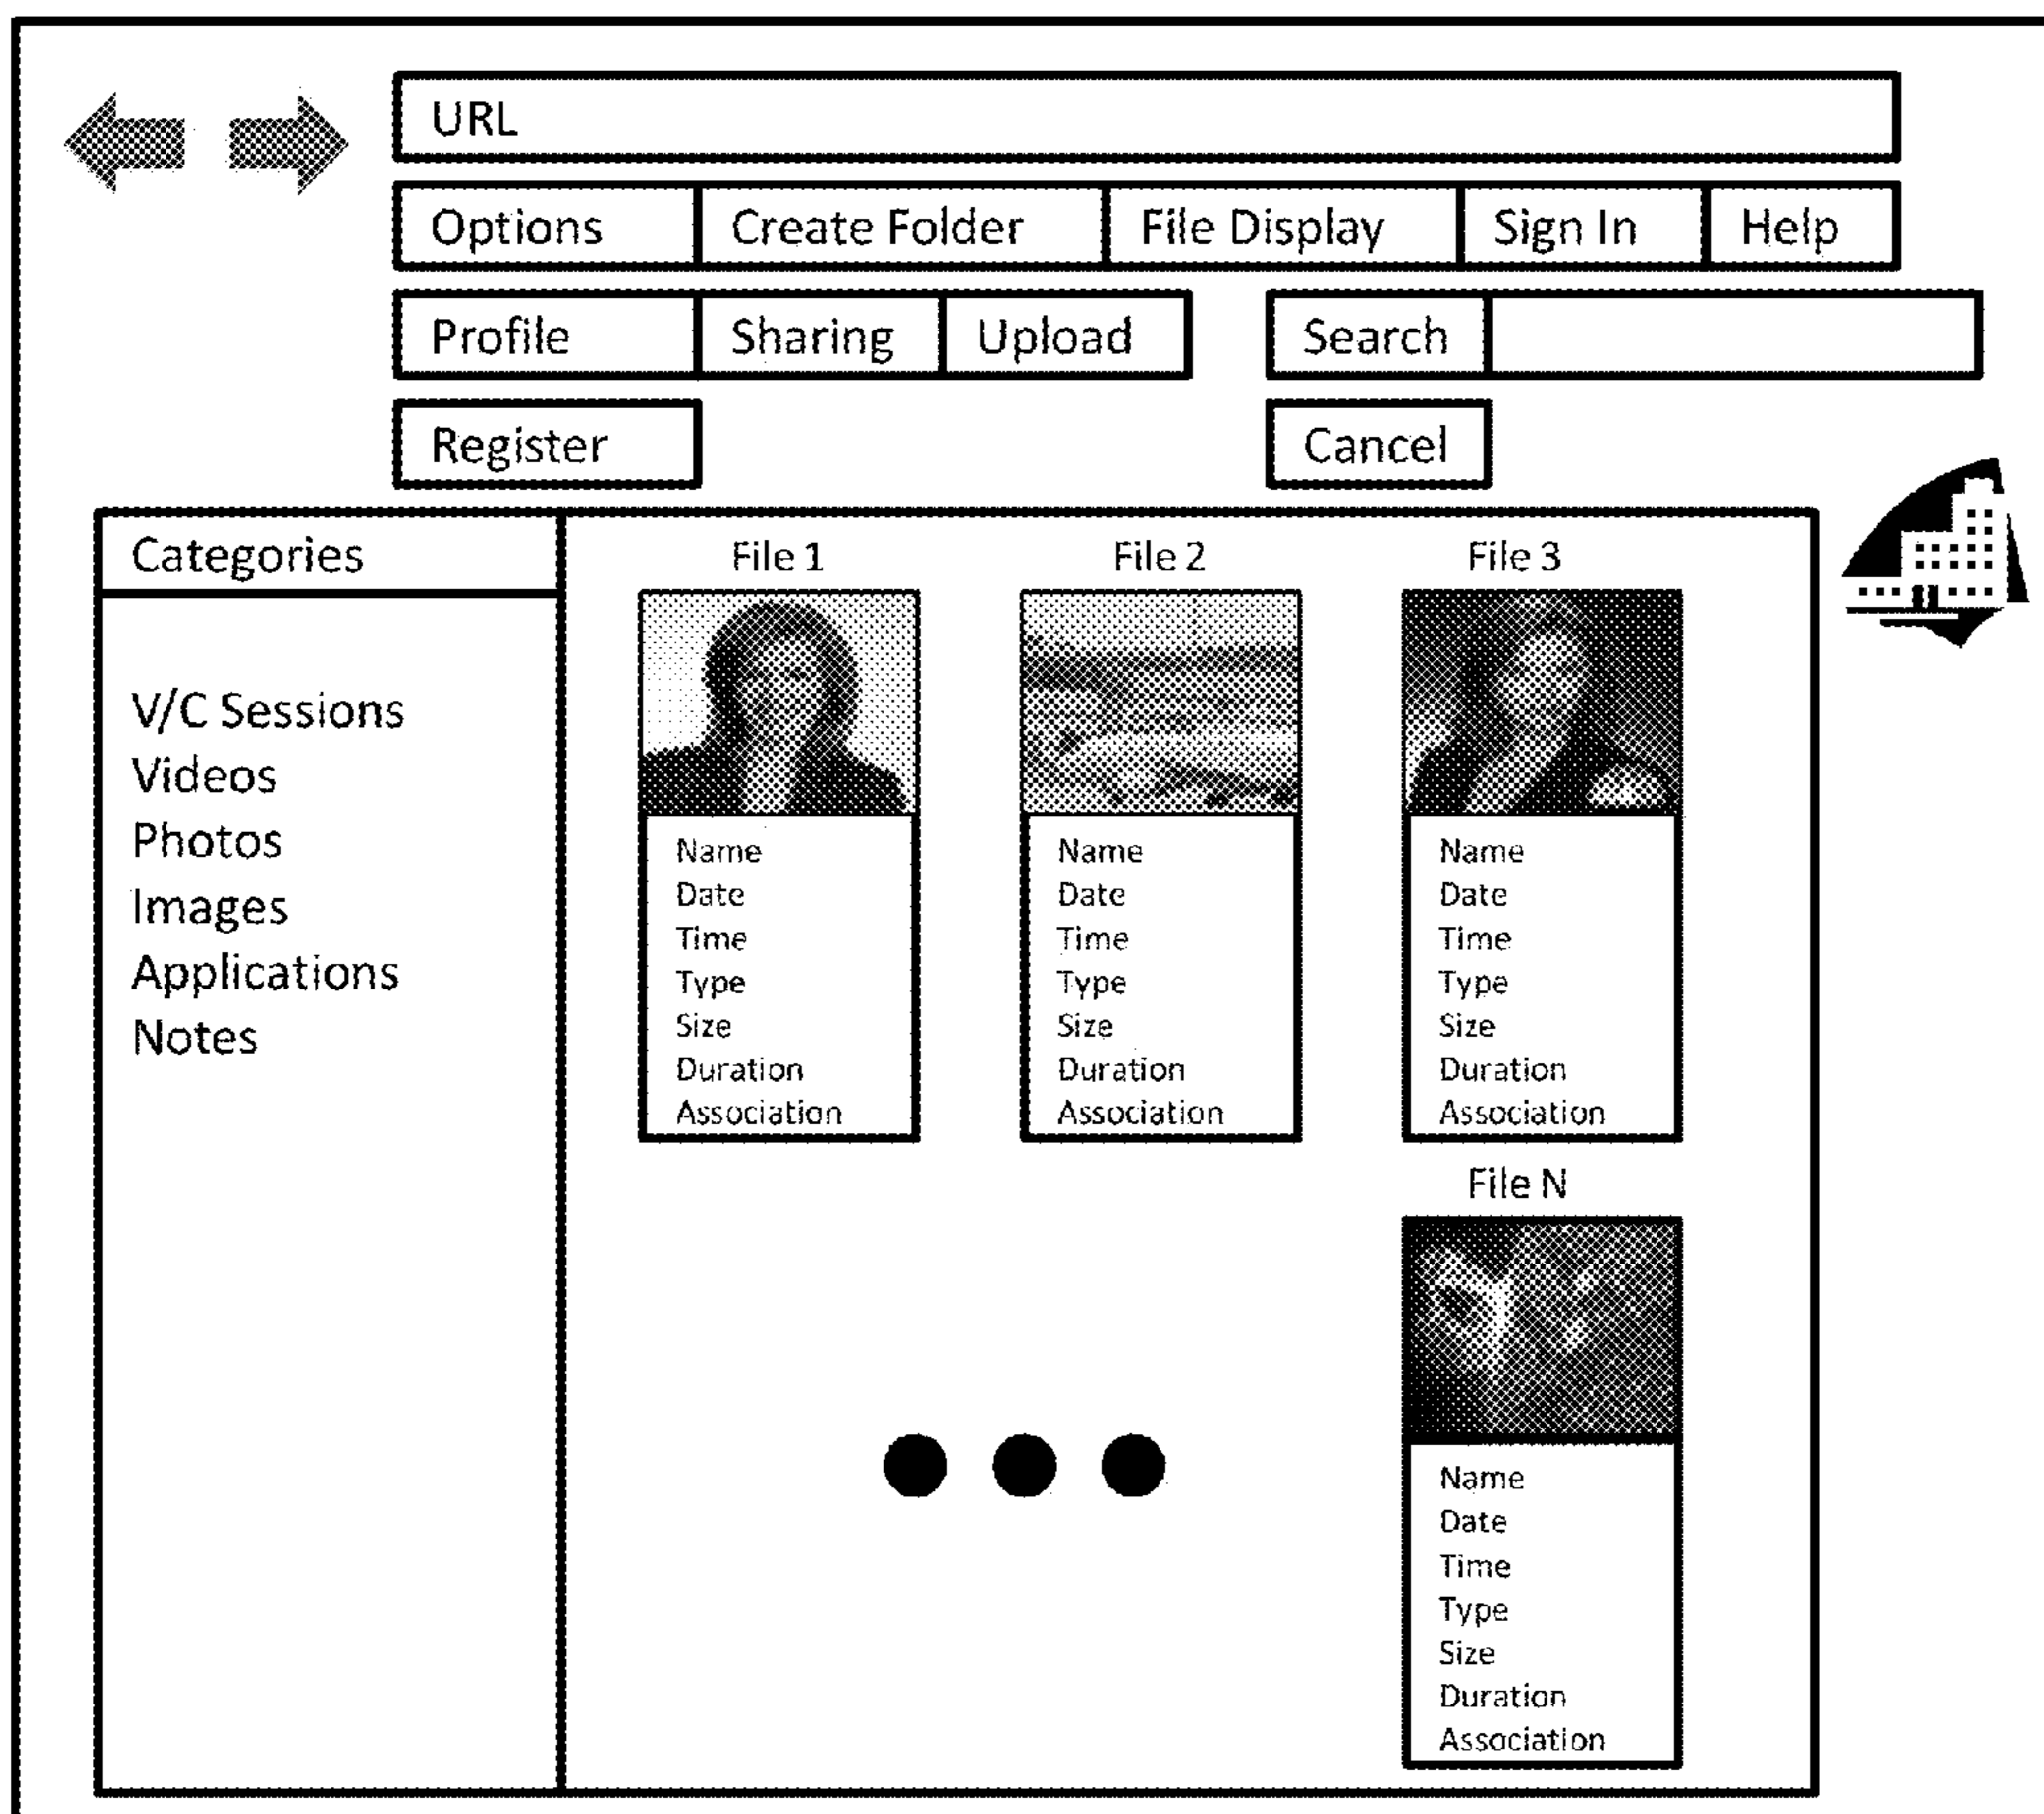 URL
Options Create Folder File Display Sign In Help
Profile Sharing Upload Search
Register Cancel
Categories
V/C Sessions
Videos
Photos
Images
Applications
Notes
File 1 File 2 File 3
Name Name Name
Date Date Date
Time Time Time
Type Type Type
Size Size Size
Duration Duration Duration
Association Association Association
File N
Name
Date
Time
Type
Size
Duration
Association